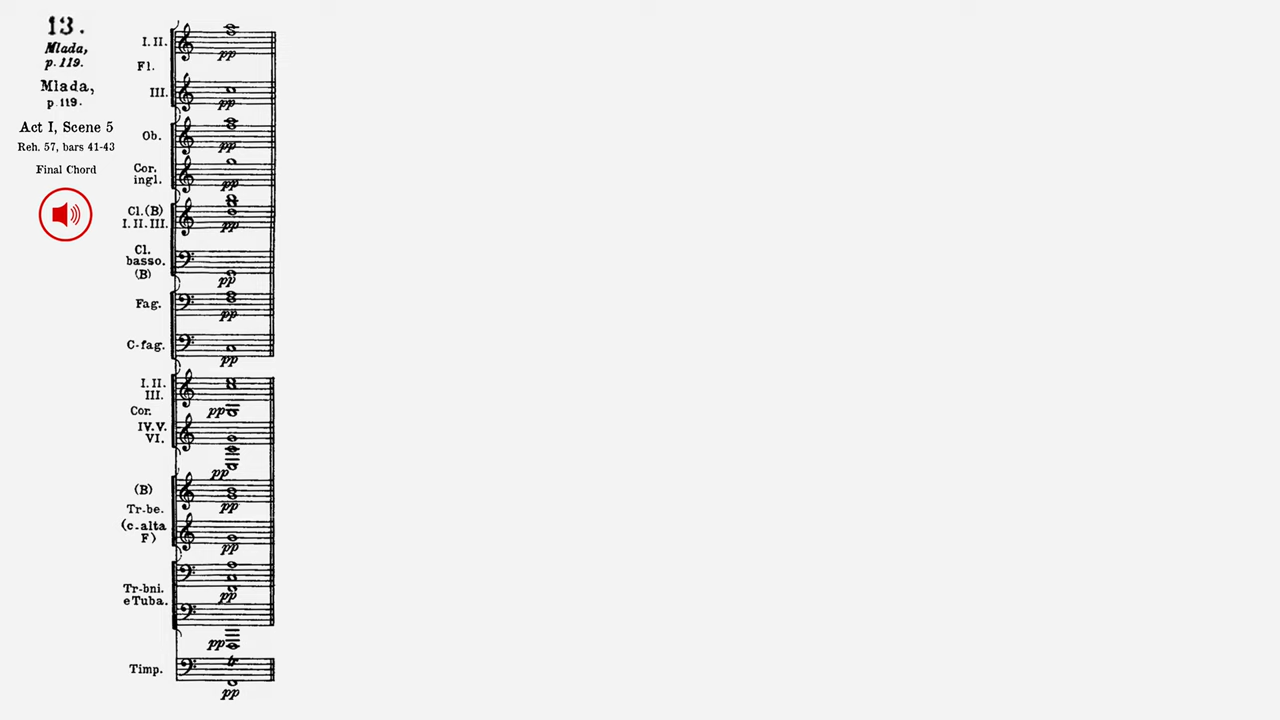 13.
Mlada,
p. 119.
Mlada,
p 119.
Act I, Scene 5
Reh. 57, bars 41-43
Final Chord
I. II.
pp
Fl.
III.
pp
Ob.
pp
Cor.
ingl.
pp
Cl. (B)
I. II. III.
pp
Cl.
basso.
(B)
pp
Fag.
pp
C-fag.
pp
I. II.
III.
Cor.
pp
IV. V.
VI.
pp
(B)
pp
Tr-be.
(c-alta
F)
pp
Tr-bni.
e Tuba.
pp
pp
tr
Timp.
pp